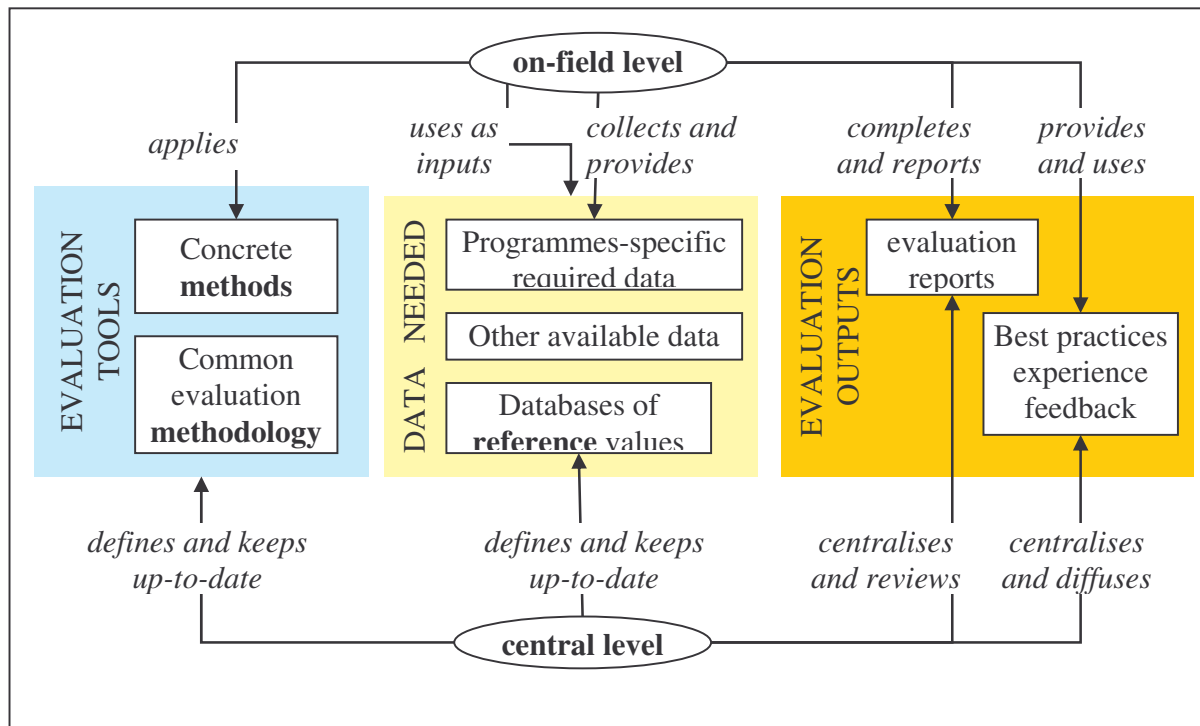 on-field level
applies
uses as
inputs
collects and
provides
completes
and reports
provides
and uses
EVALUATION
TOOLS
Concrete
methods
Common
evaluation
methodology
DATA NEEDED
Programmes-specific
required data
Other available data
Databases of
reference values
EVALUATION
OUTPUTS
evaluation
reports
Best practices
experience
feedback
defines and keeps
up-to-date
defines and keeps
up-to-date
centralises
and reviews
centralises
and diffuses
central level